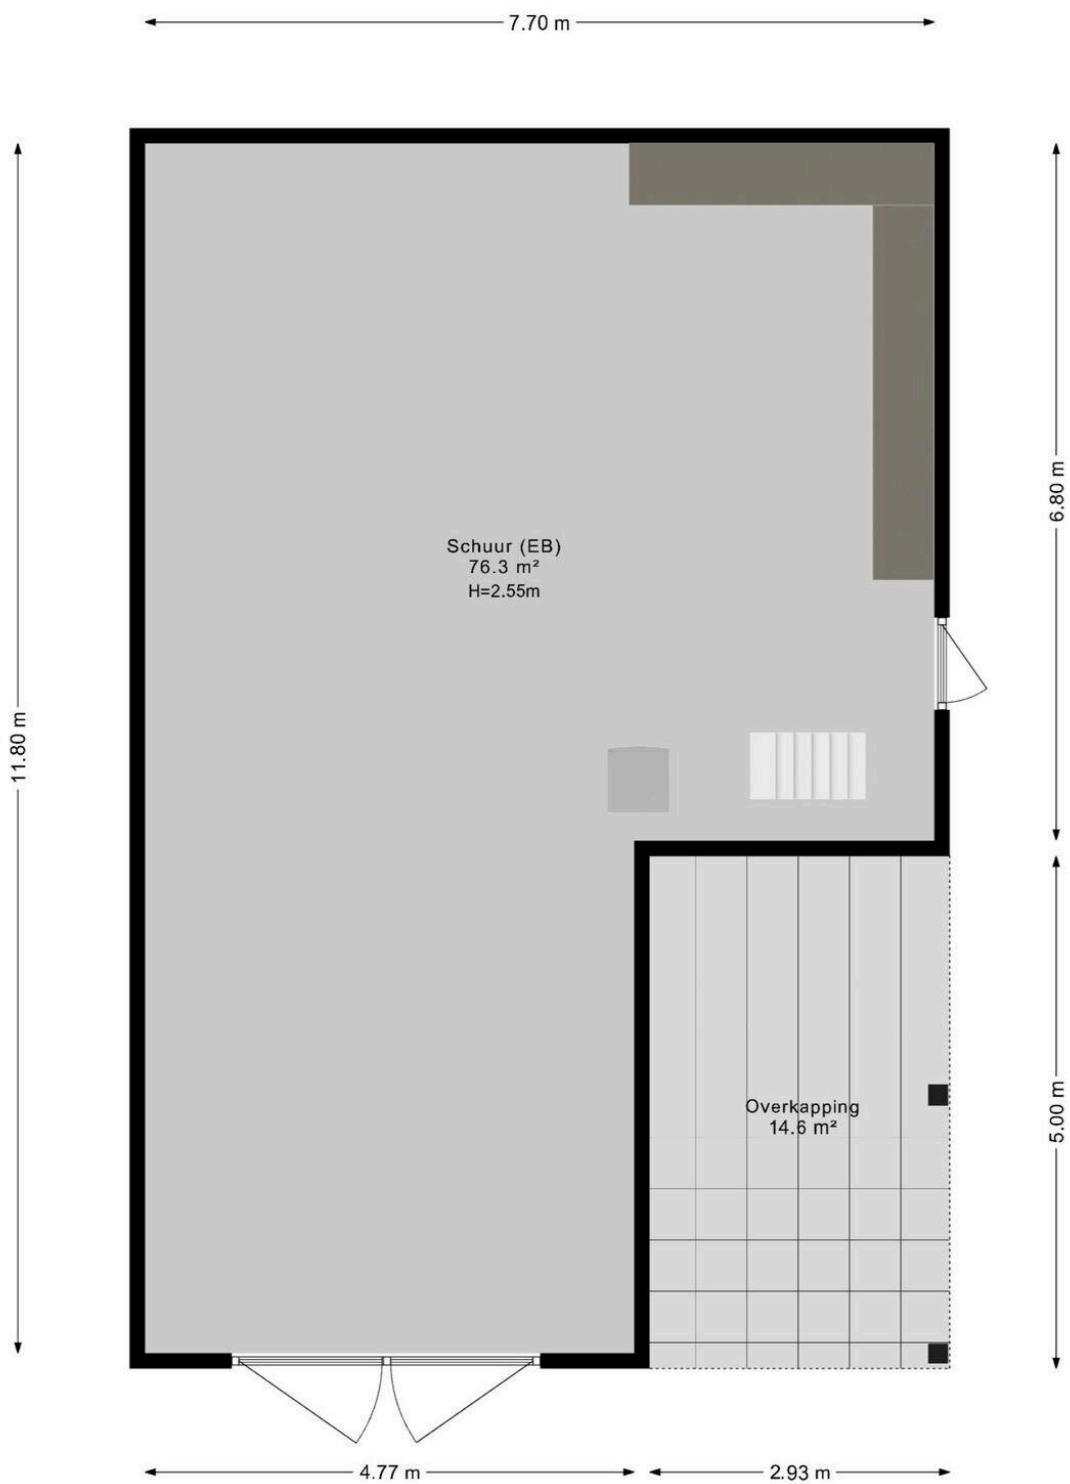 7.70 m
6.80 m
Schuur (EB)
76.3 m²
H=2.55m
11.80 m
5.00 m
Overkapping
14.6 m²
4.77 m
2.93 m